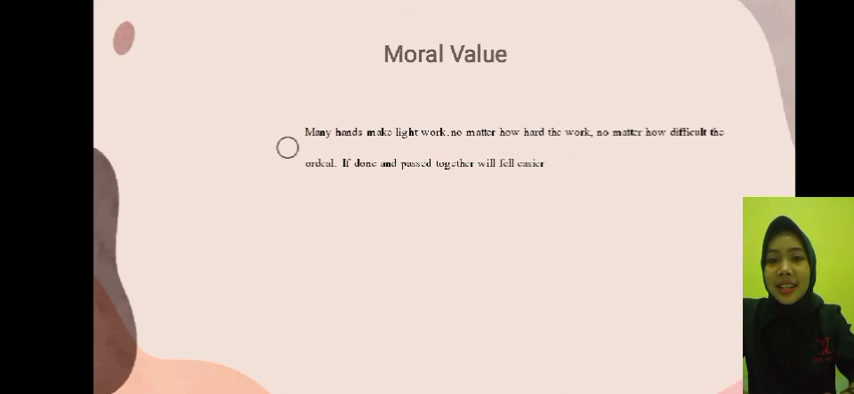 Moral Value
Many hands make light work.no matter how hard the work, no matter how difficult the
ordeal. If done and passed together will fell easier